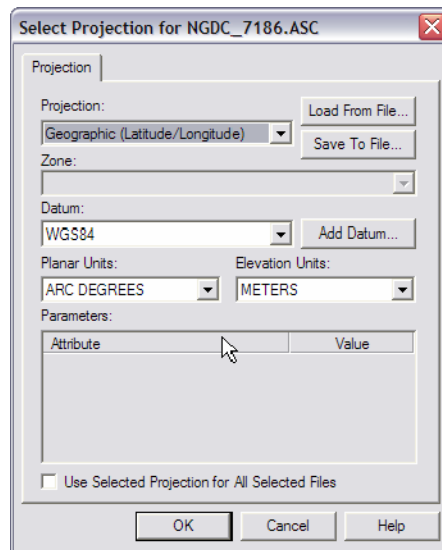 Select Projection for NGDC_7186.ASC
Projection
Projection:
Load From File...
Geographic (Latitude/Longitude)
Save To File...
Zone:
Datum:
WGS84
Add Datum...
Planar Units:
Elevation Units:
ARC DEGREES
METERS
Parameters:
Attribute
Value
Use Selected Projection for All Selected Files
OK
Cancel
Help